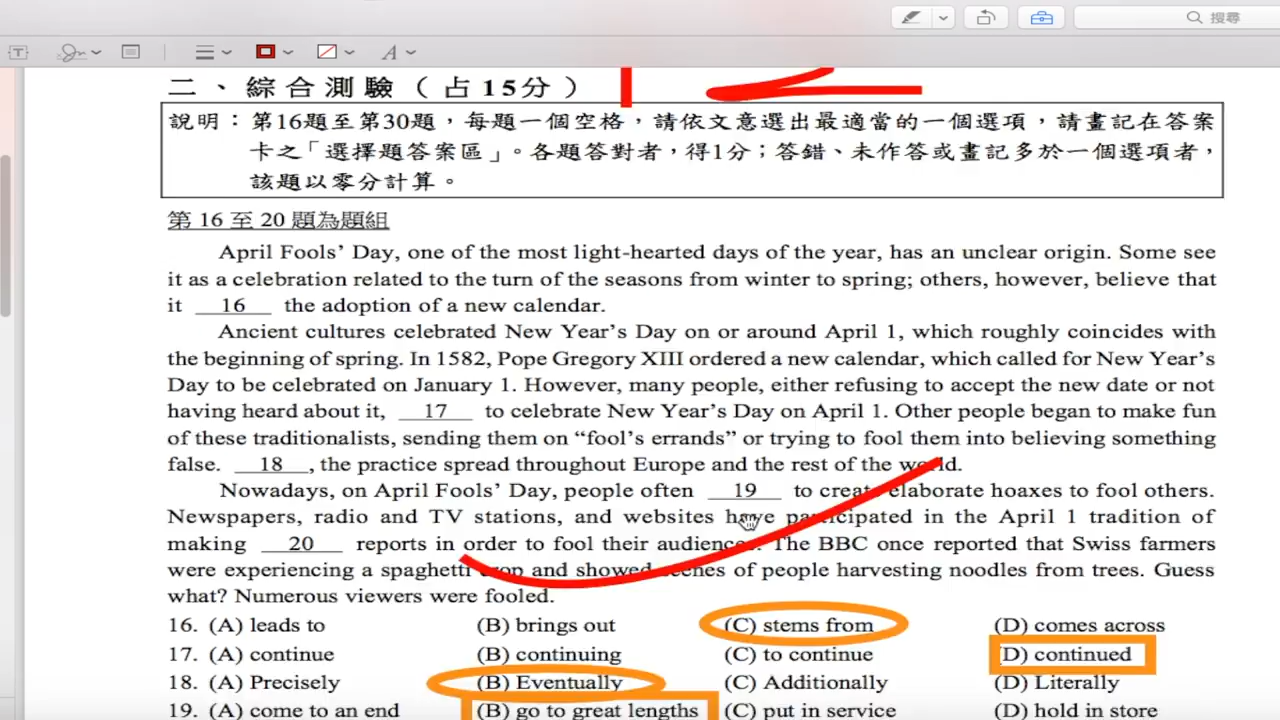 搜尋
二、綜合測驗（占15分）
說明：第16題至第30題，每題一個空格，請依文意選出最適當的一個選項，請畫記在答案
卡之「選擇題答案區」。各題答對者，得1分；答錯、未作答或畫記多於一個選項者，
該題以零分計算。
第 16 至 20 題為題組
April Fools’ Day, one of the most light-hearted days of the year, has an unclear origin. Some see
it as a celebration related to the turn of the seasons from winter to spring; others, however, believe that
it 16 the adoption of a new calendar.
Ancient cultures celebrated New Year’s Day on or around April 1, which roughly coincides with
the beginning of spring. In 1582, Pope Gregory XIII ordered a new calendar, which called for New Year’s
Day to be celebrated on January 1. However, many people, either refusing to accept the new date or not
having heard about it, 17 to celebrate New Year’s Day on April 1. Other people began to make fun
of these traditionalists, sending them on “fool’s errands” or trying to fool them into believing something
false. 18 , the practice spread throughout Europe and the rest of the world.
Nowadays, on April Fools’ Day, people often 19 to create elaborate hoaxes to fool others.
Newspapers, radio and TV stations, and websites have participated in the April 1 tradition of
making 20 reports in order to fool their audiences. The BBC once reported that Swiss farmers
were experiencing a spaghetti crop and showed scenes of people harvesting noodles from trees. Guess
what? Numerous viewers were fooled.
16. (A) leads to (B) brings out (C) stems from (D) comes across
17. (A) continue (B) continuing (C) to continue (D) continued
18. (A) Precisely (B) Eventually (C) Additionally (D) Literally
19. (A) come to an end (B) go to great lengths (C) put in service (D) hold in store